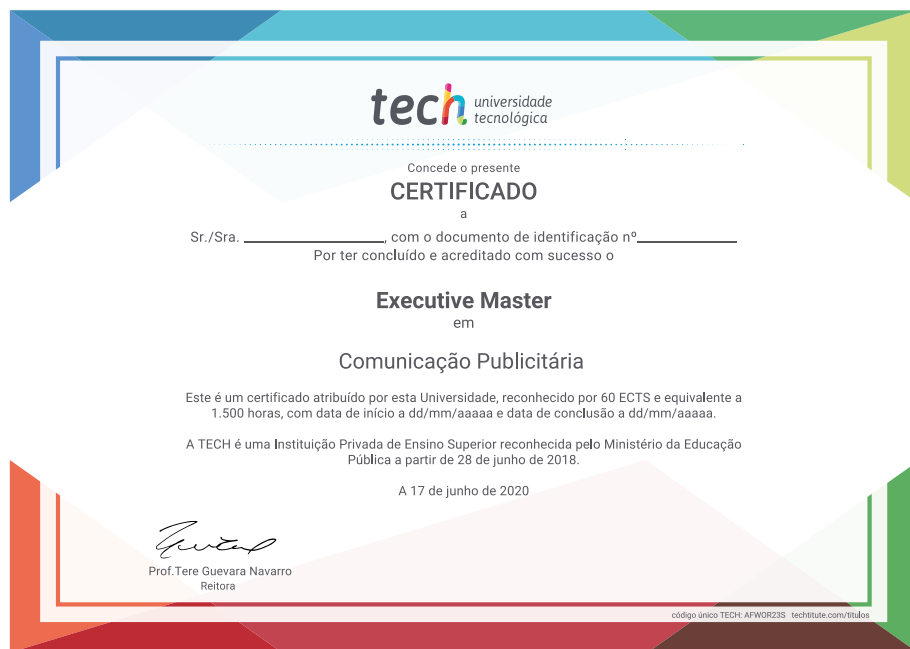 tech universidade
tecnológica
Concede o presente
CERTIFICADO
a
Sr./Sra. ________________, com o documento de identificação nº____________
Por ter concluído e acreditado com sucesso o
Executive Master
em
Comunicação Publicitária
Este é um certificado atribuído por esta Universidade, reconhecido por 60 ECTS e equivalente a
1.500 horas, com data de início a dd/mm/aaaaa e data de conclusão a dd/mm/aaaaa.
A TECH é uma Instituição Privada de Ensino Superior reconhecida pelo Ministério da Educação
Pública a partir de 28 de junho de 2018.
A 17 de junho de 2020
Prof.Tere Guevara Navarro
Reitora
código único TECH: AFWOR23S techtitute.com/titulos